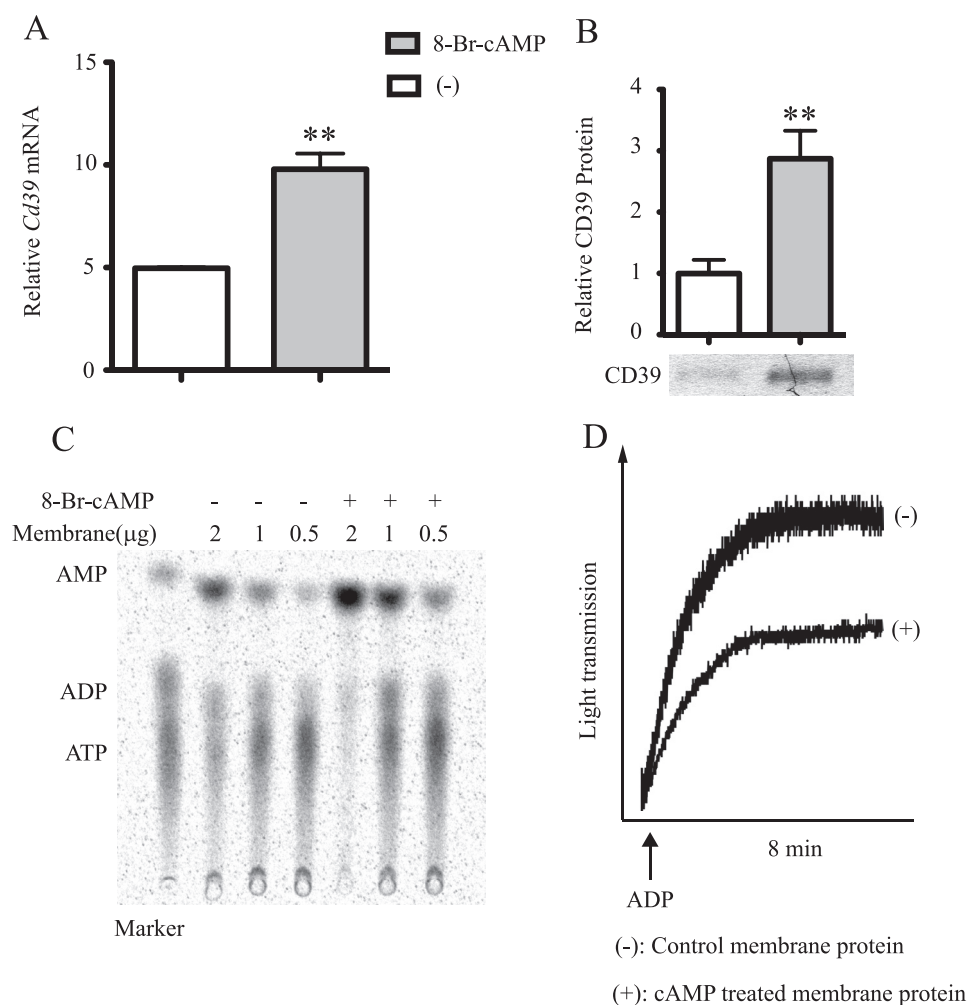 A
8-Br-cAMP
(-)
15
10
5
0
Relative Cd39 mRNA
**
B
4
3
2
1
0
Relative CD39 Protein
**
CD39
C
8-Br-cAMP - - - + + +
Membrane(μg) 2 1 0.5 2 1 0.5
AMP
ADP
ATP
Marker
D
Light transmission
(-)
(+)
8 min
ADP
(-): Control membrane protein
(+): cAMP treated membrane protein